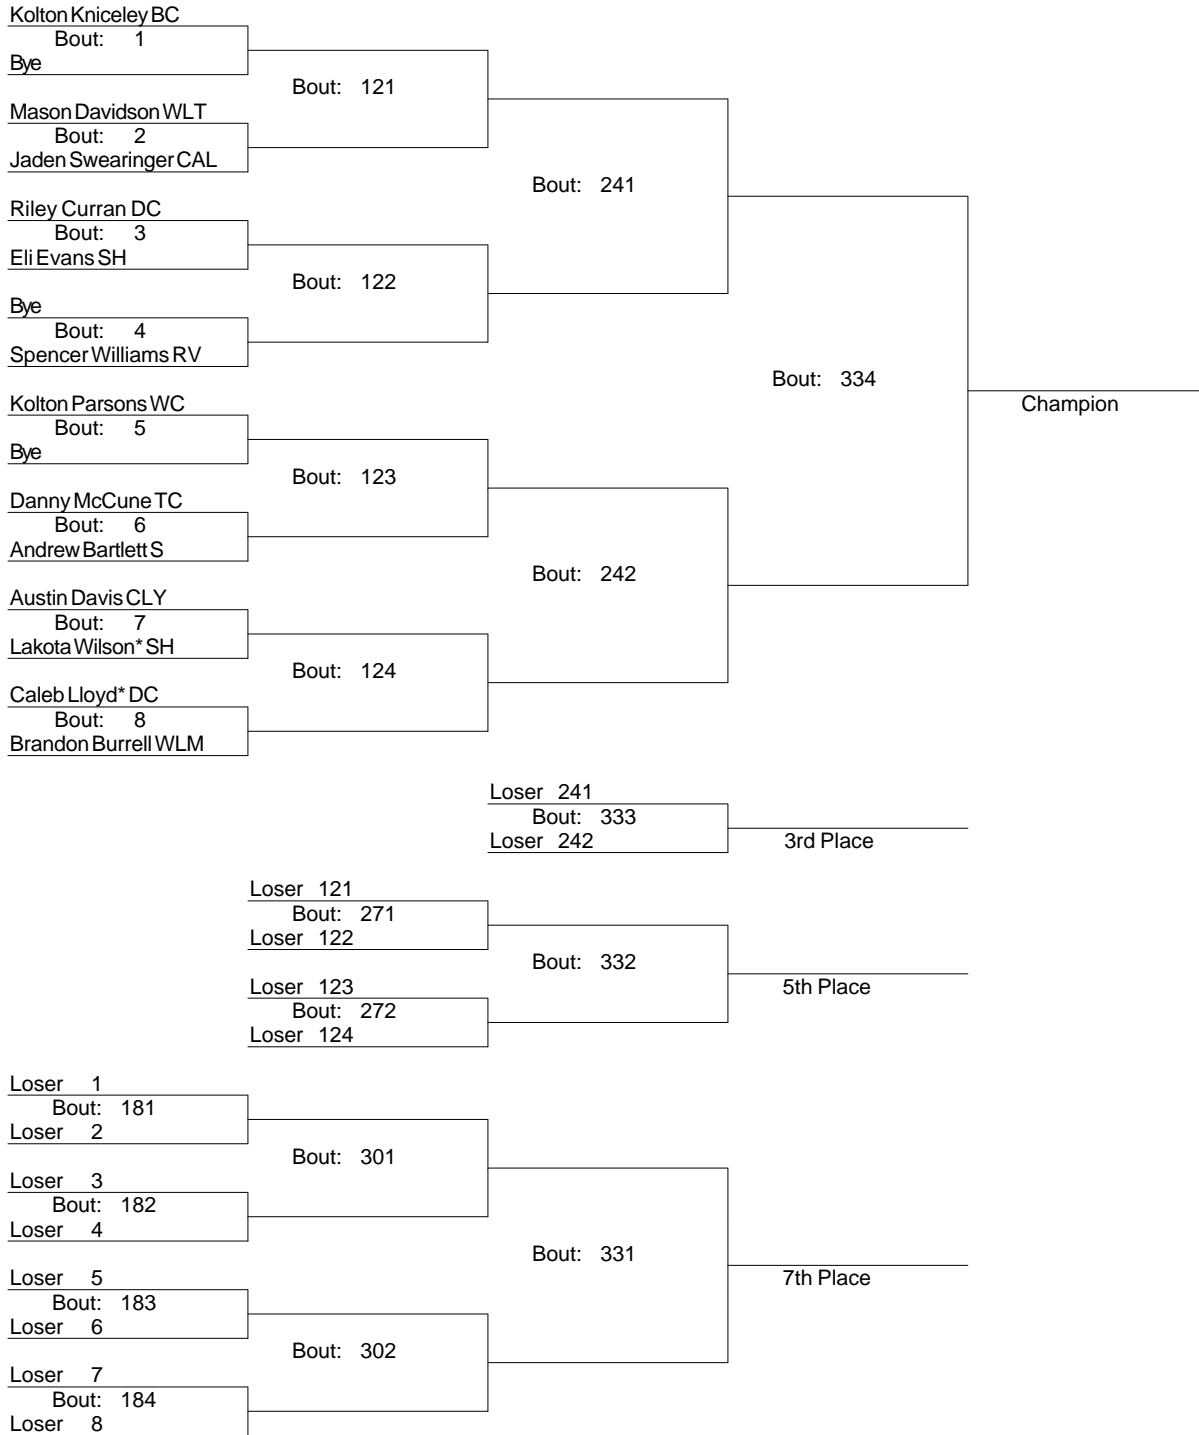 Kolton Kniceley BC
Bout: 1
Bye
Bout: 121
Mason Davidson WLT
Bout: 2
Jaden Swearinger CAL
Bout: 241
Riley Curran DC
Bout: 3
Eli Evans SH
Bout: 122
Bye
Bout: 4
Spencer Williams RV
Bout: 334
Champion
Kolton Parsons WC
Bout: 5
Bye
Bout: 123
Danny McCune TC
Bout: 6
Andrew Bartlett S
Bout: 242
Austin Davis CLY
Bout: 7
Lakota Wilson* SH
Bout: 124
Caleb Lloyd* DC
Bout: 8
Brandon Burrell WLM
Loser 241
Bout: 333
Loser 242
3rd Place
Loser 121
Bout: 271
Loser 122
Bout: 332
Loser 123
5th Place
Bout: 272
Loser 124
Loser 1
Bout: 181
Loser 2
Bout: 301
Loser 3
Bout: 182
Loser 4
Bout: 331
Loser 5
7th Place
Bout: 183
Loser 6
Bout: 302
Loser 7
Bout: 184
Loser 8